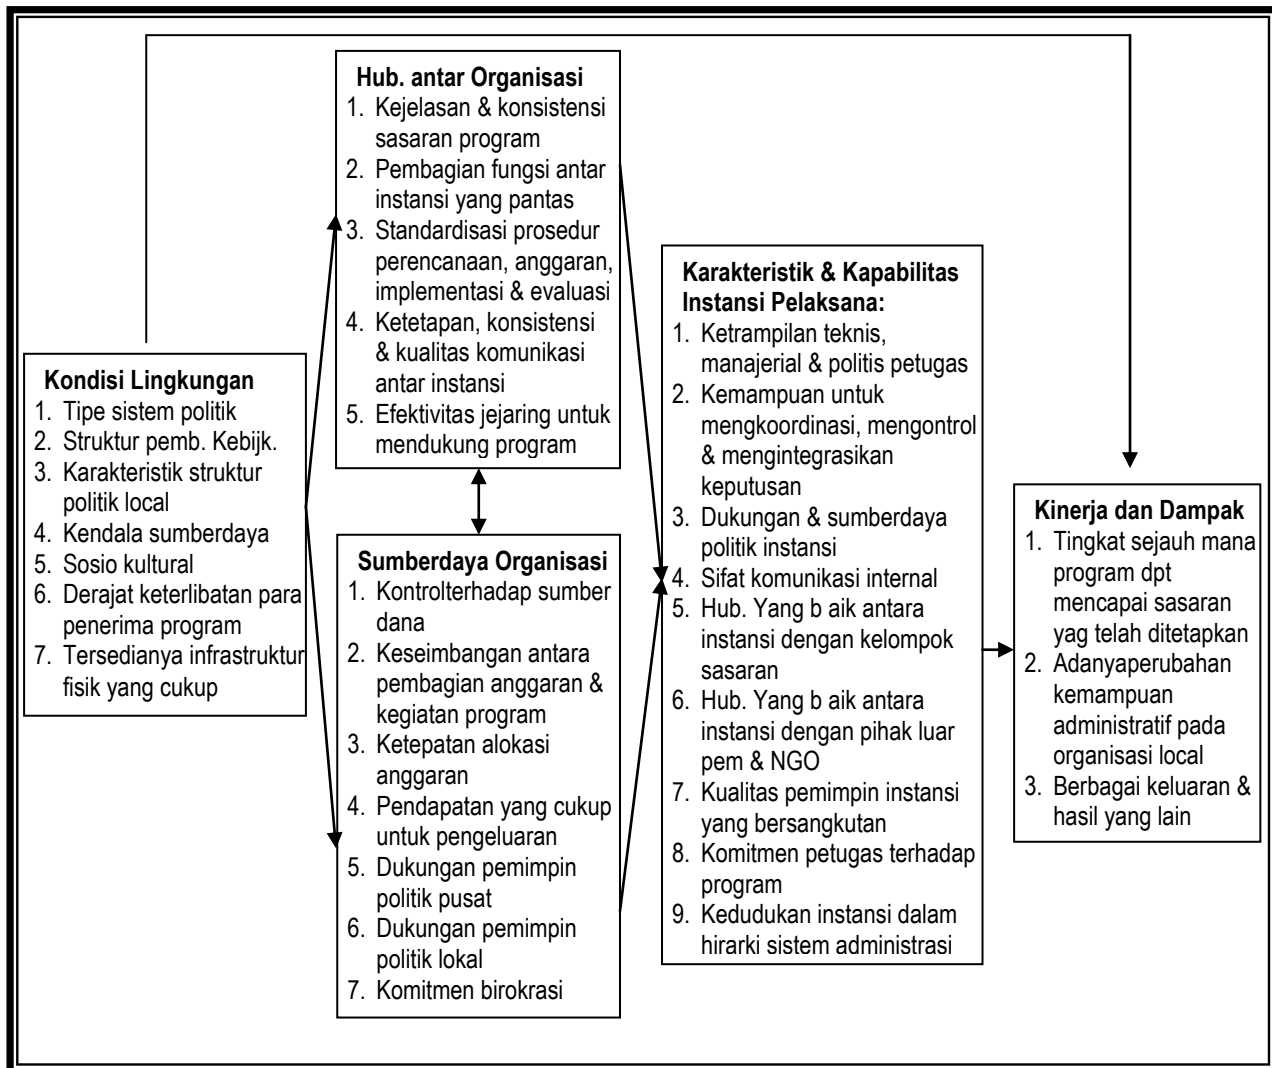 Hub. antar Organisasi
1. Kejelasan & konsistensi
sasaran program
2. Pembagian fungsi antar
instansi yang pantas
3. Standardisasi prosedur
perencanaan, anggaran,
implementasi & evaluasi
4. Ketetapan, konsistensi
& kualitas komunikasi
antar instansi
5. Efektivitas jejaring untuk
mendukung program
Kondisi Lingkungan
1. Tipe sistem politik
2. Struktur pemb. Kebijk.
3. Karakteristik struktur
politik local
4. Kendala sumberdaya
5. Sosio kultural
6. Derajat keterlibatan para
penerima program
7. Tersedianya infrastruktur
fisik yang cukup
Sumberdaya Organisasi
1. Kontrolterhadap sumber
dana
2. Keseimbangan antara
pembagian anggaran &
kegiatan program
3. Ketepatan alokasi
anggaran
4. Pendapatan yang cukup
untuk pengeluaran
5. Dukungan pemimpin
politik pusat
6. Dukungan pemimpin
politik lokal
7. Komitmen birokrasi
Karakteristik & Kapabilitas
Instansi Pelaksana:
1. Ketrampilan teknis,
manajerial & politis petugas
2. Kemampuan untuk
mengkoordinasi, mengontrol
& mengintegrasikan
keputusan
3. Dukungan & sumberdaya
politik instansi
4. Sifat komunikasi internal
5. Hub. Yang b aik antara
instansi dengan kelompok
sasaran
6. Hub. Yang b aik antara
instansi dengan pihak luar
pem & NGO
7. Kualitas pemimpin instansi
yang bersangkutan
8. Komitmen petugas terhadap
program
9. Kedudukan instansi dalam
hirarki sistem administrasi
Kinerja dan Dampak
1. Tingkat sejauh mana
program dpt
mencapai sasaran
yag telah ditetapkan
2. Adanyaperubahan
kemampuan
administratif pada
organisasi local
3. Berbagai keluaran &
hasil yang lain